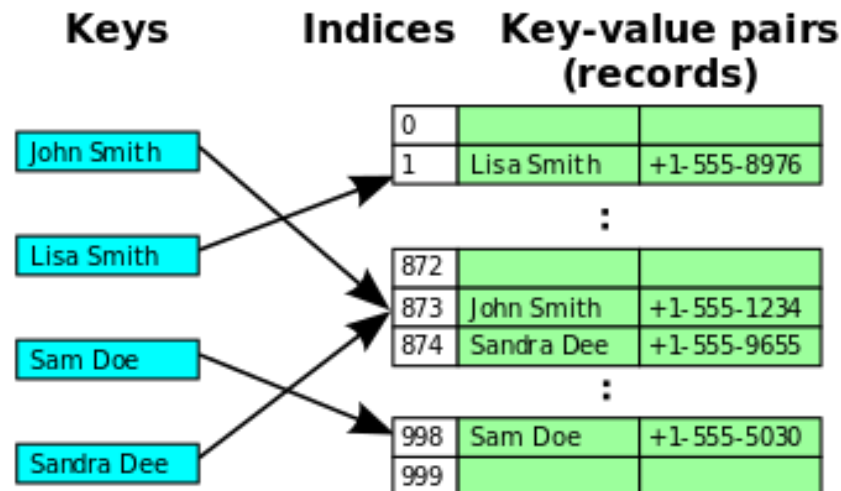 Keys
Indices
Key-value pairs
(records)
John Smith
Lisa Smith
Sam Doe
Sandra Dee
0
1 Lisa Smith +1-555-8976
:
872
873 John Smith +1-555-1234
874 Sandra Dee +1-555-9655
:
998 Sam Doe +1-555-5030
999